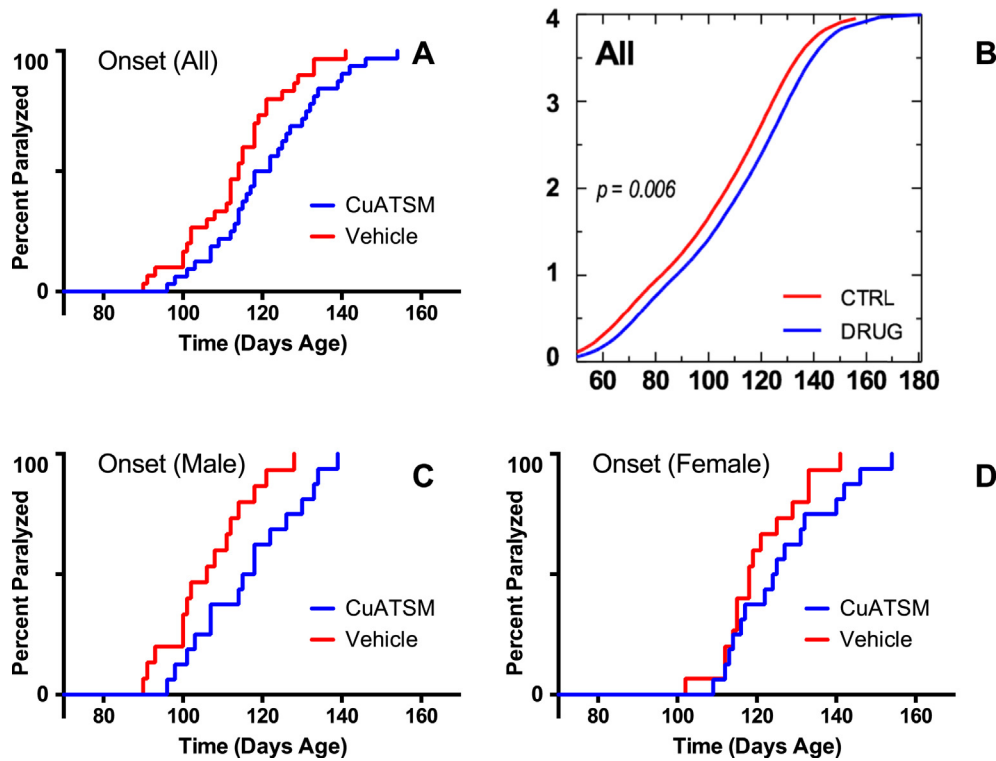 Onset (All)
A
100
Percent Paralyzed
CuATSM
Vehicle
0
80
100
120
140
160
Time (Days Age)
All
B
4
3
2
1
0
p = 0.006
CTRL
DRUG
60
80
100
120
140
160
180
Onset (Male)
C
100
Percent Paralyzed
CuATSM
Vehicle
0
80
100
120
140
160
Time (Days Age)
Onset (Female)
D
100
Percent Paralyzed
CuATSM
Vehicle
0
80
100
120
140
160
Time (Days Age)